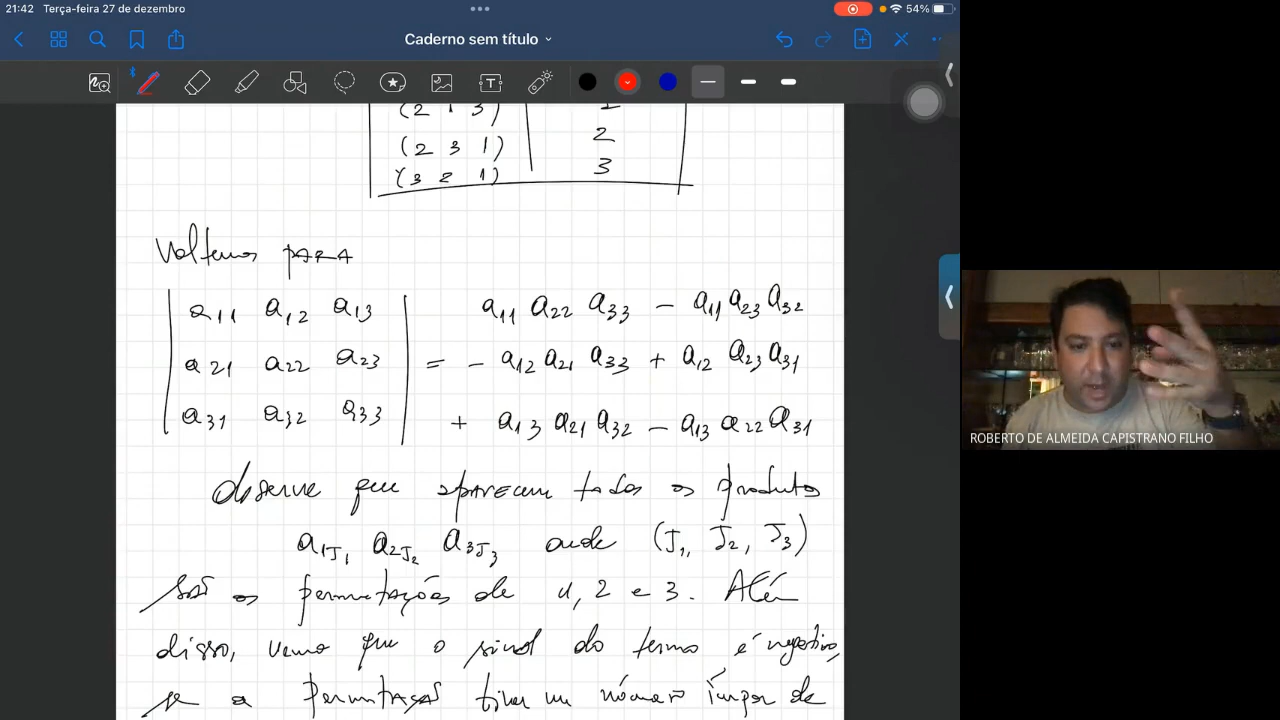 21:42 Terça-feira 27 de dezembro
54%
Caderno sem título
(2 1 3) 1
(2 3 1) 2
(3 2 1) 3
Voltemos PARA
a11 a12 a13 a11 a22 a33 - a11 a23 a32
a21 a22 a23 = - a12 a21 a33 + a12 a23 a31
a31 a32 a33 + a13 a21 a32 - a13 a22 a31
observe que aparecem todos os produtos
a1J1 a2J2 a3J3 onde (J1, J2, J3)
são as permutações de 1, 2 e 3. Além
disso, vemos que o sinal do termo é negativo,
se a permutação tiver um número ímpar de
ROBERTO DE ALMEIDA CAPISTRANO FILHO